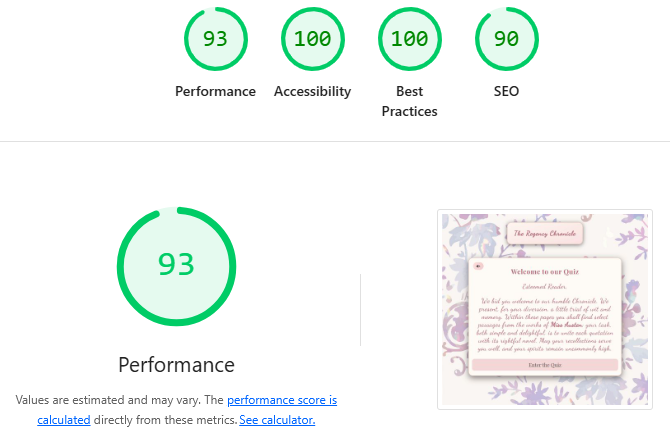 93 100 100 90
Performance Accessibility Best Practices SEO
93
Performance
Values are estimated and may vary. The performance score is
calculated directly from these metrics. See calculator.
The Regency Chronicle
Welcome to our Quiz
Esteemed Reader,
We bid you welcome to our humble Chronicle. We
present, for your diversion, a little trial of wit and
memory. Within these pages you shall find select
passages from the works of Miss Austen; your task,
both simple and delightful, is to unite each quotation
with its rightful novel. May your recollections serve
you well, and your spirits remain uncommonly high.
Enter the Quiz